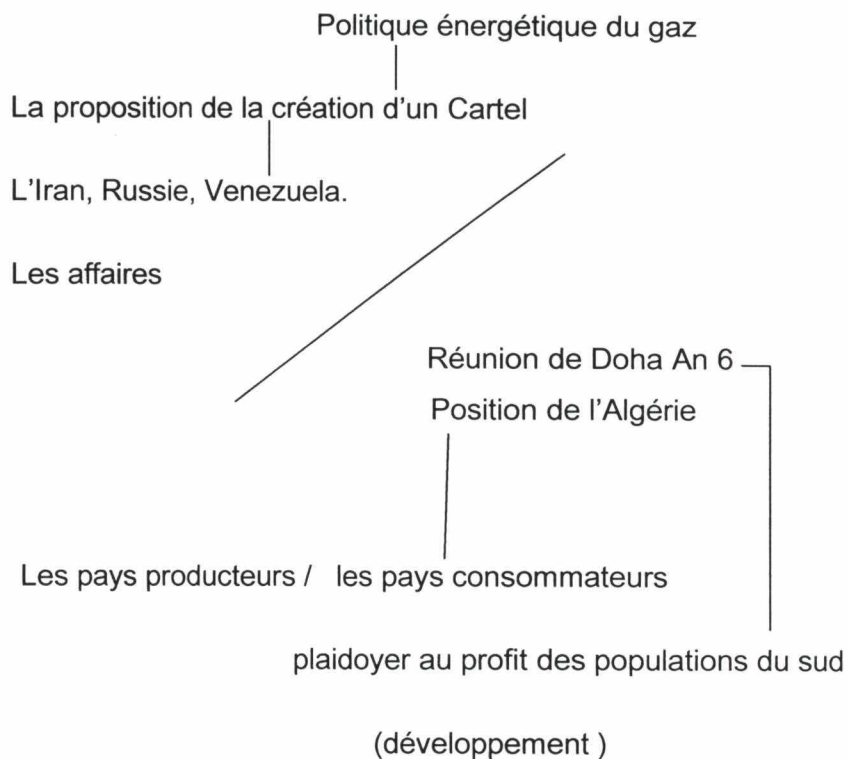 Politique énergétique du gaz
La proposition de la création d'un Cartel
L'Iran, Russie, Venezuela.
Les affaires
Réunion de Doha An 6
Position de l'Algérie
Les pays producteurs / les pays consommateurs
plaidoyer au profit des populations du sud
(développement )